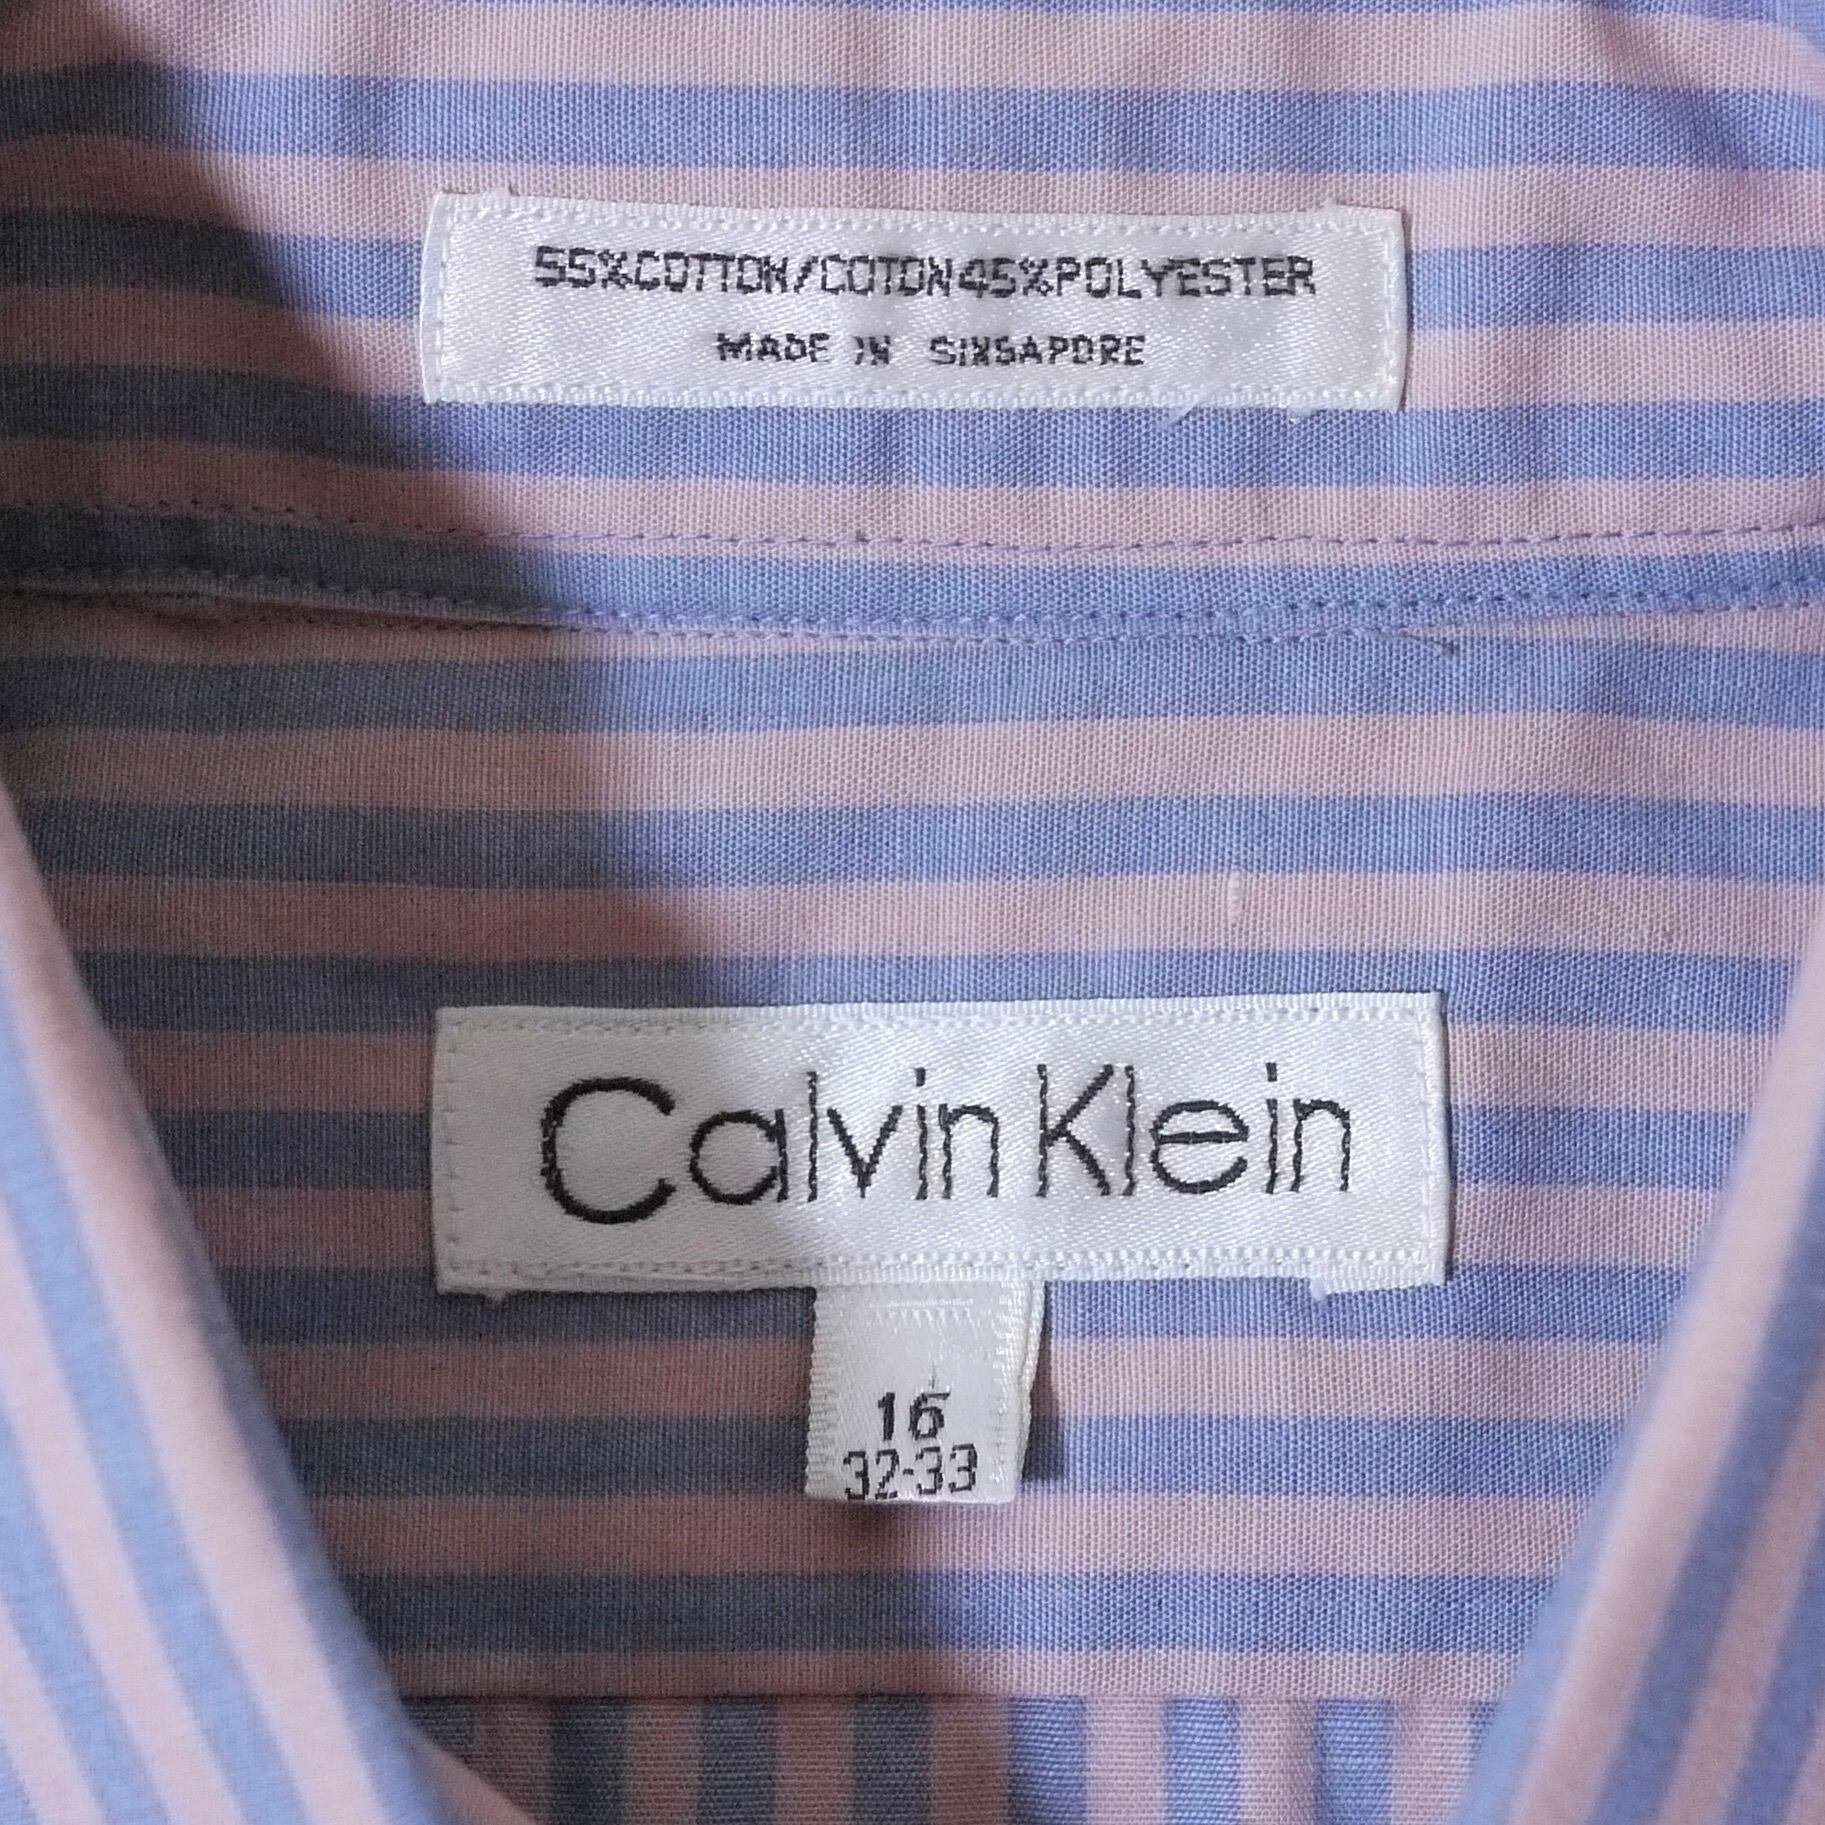 55%COTTON/COTON45%POLYESTER
MADE IN SINGAPORE
Calvin Klein
16
32-33